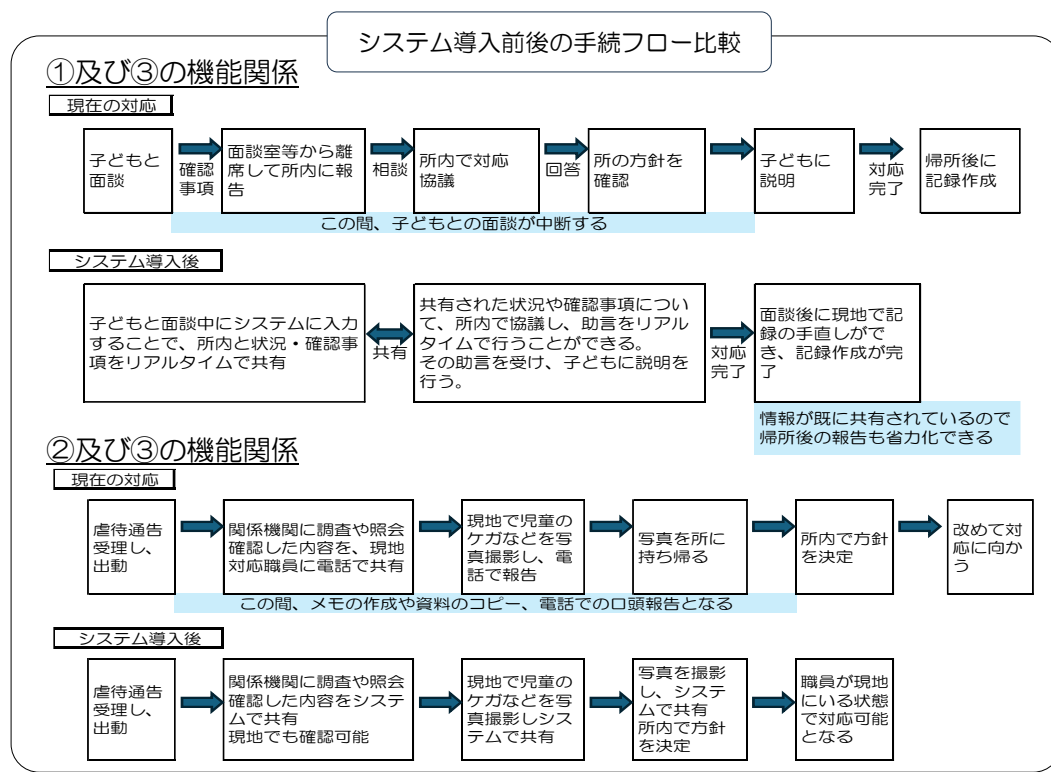 システム導入前後の手続フロー比較
①及び③の機能関係
現在の対応
子どもと
面談
確認
事項
面談室等から離
席して所内に報
告
相談
所内で対応
協議
回答
所の方針を
確認
子どもに
説明
対応
完了
帰所後に
記録作成
この間、子どもとの面談が中断する
システム導入後
子どもと面談中にシステムに入力
することで、所内と状況・確認事
項をリアルタイムで共有
共有
共有された状況や確認事項につい
て、所内で協議し、助言をリアル
タイムで行うことができる。
その助言を受け、子どもに説明を
行う。
対応
完了
面談後に現地で記
録の手直しがで
き、記録作成が完
了
情報が既に共有されているので
帰所後の報告も省力化できる
②及び③の機能関係
現在の対応
虐待通告
受理し、
出動
関係機関に調査や照会
確認した内容を、現地
対応職員に電話で共有
現地で児童の
ケガなどを写
真撮影し、電
話で報告
写真を所に
持ち帰る
所内で方針
を決定
改めて対
応に向か
う
この間、メモの作成や資料のコピー、電話での口頭報告となる
システム導入後
虐待通告
受理し、
出動
関係機関に調査や照会
確認した内容をシステ
ムで共有
現地でも確認可能
現地で児童の
ケガなどを写
真撮影しシス
テムで共有
写真を撮影
し、システ
ムで共有
所内で方針
を決定
職員が現地
にいる状態
で対応可能
となる